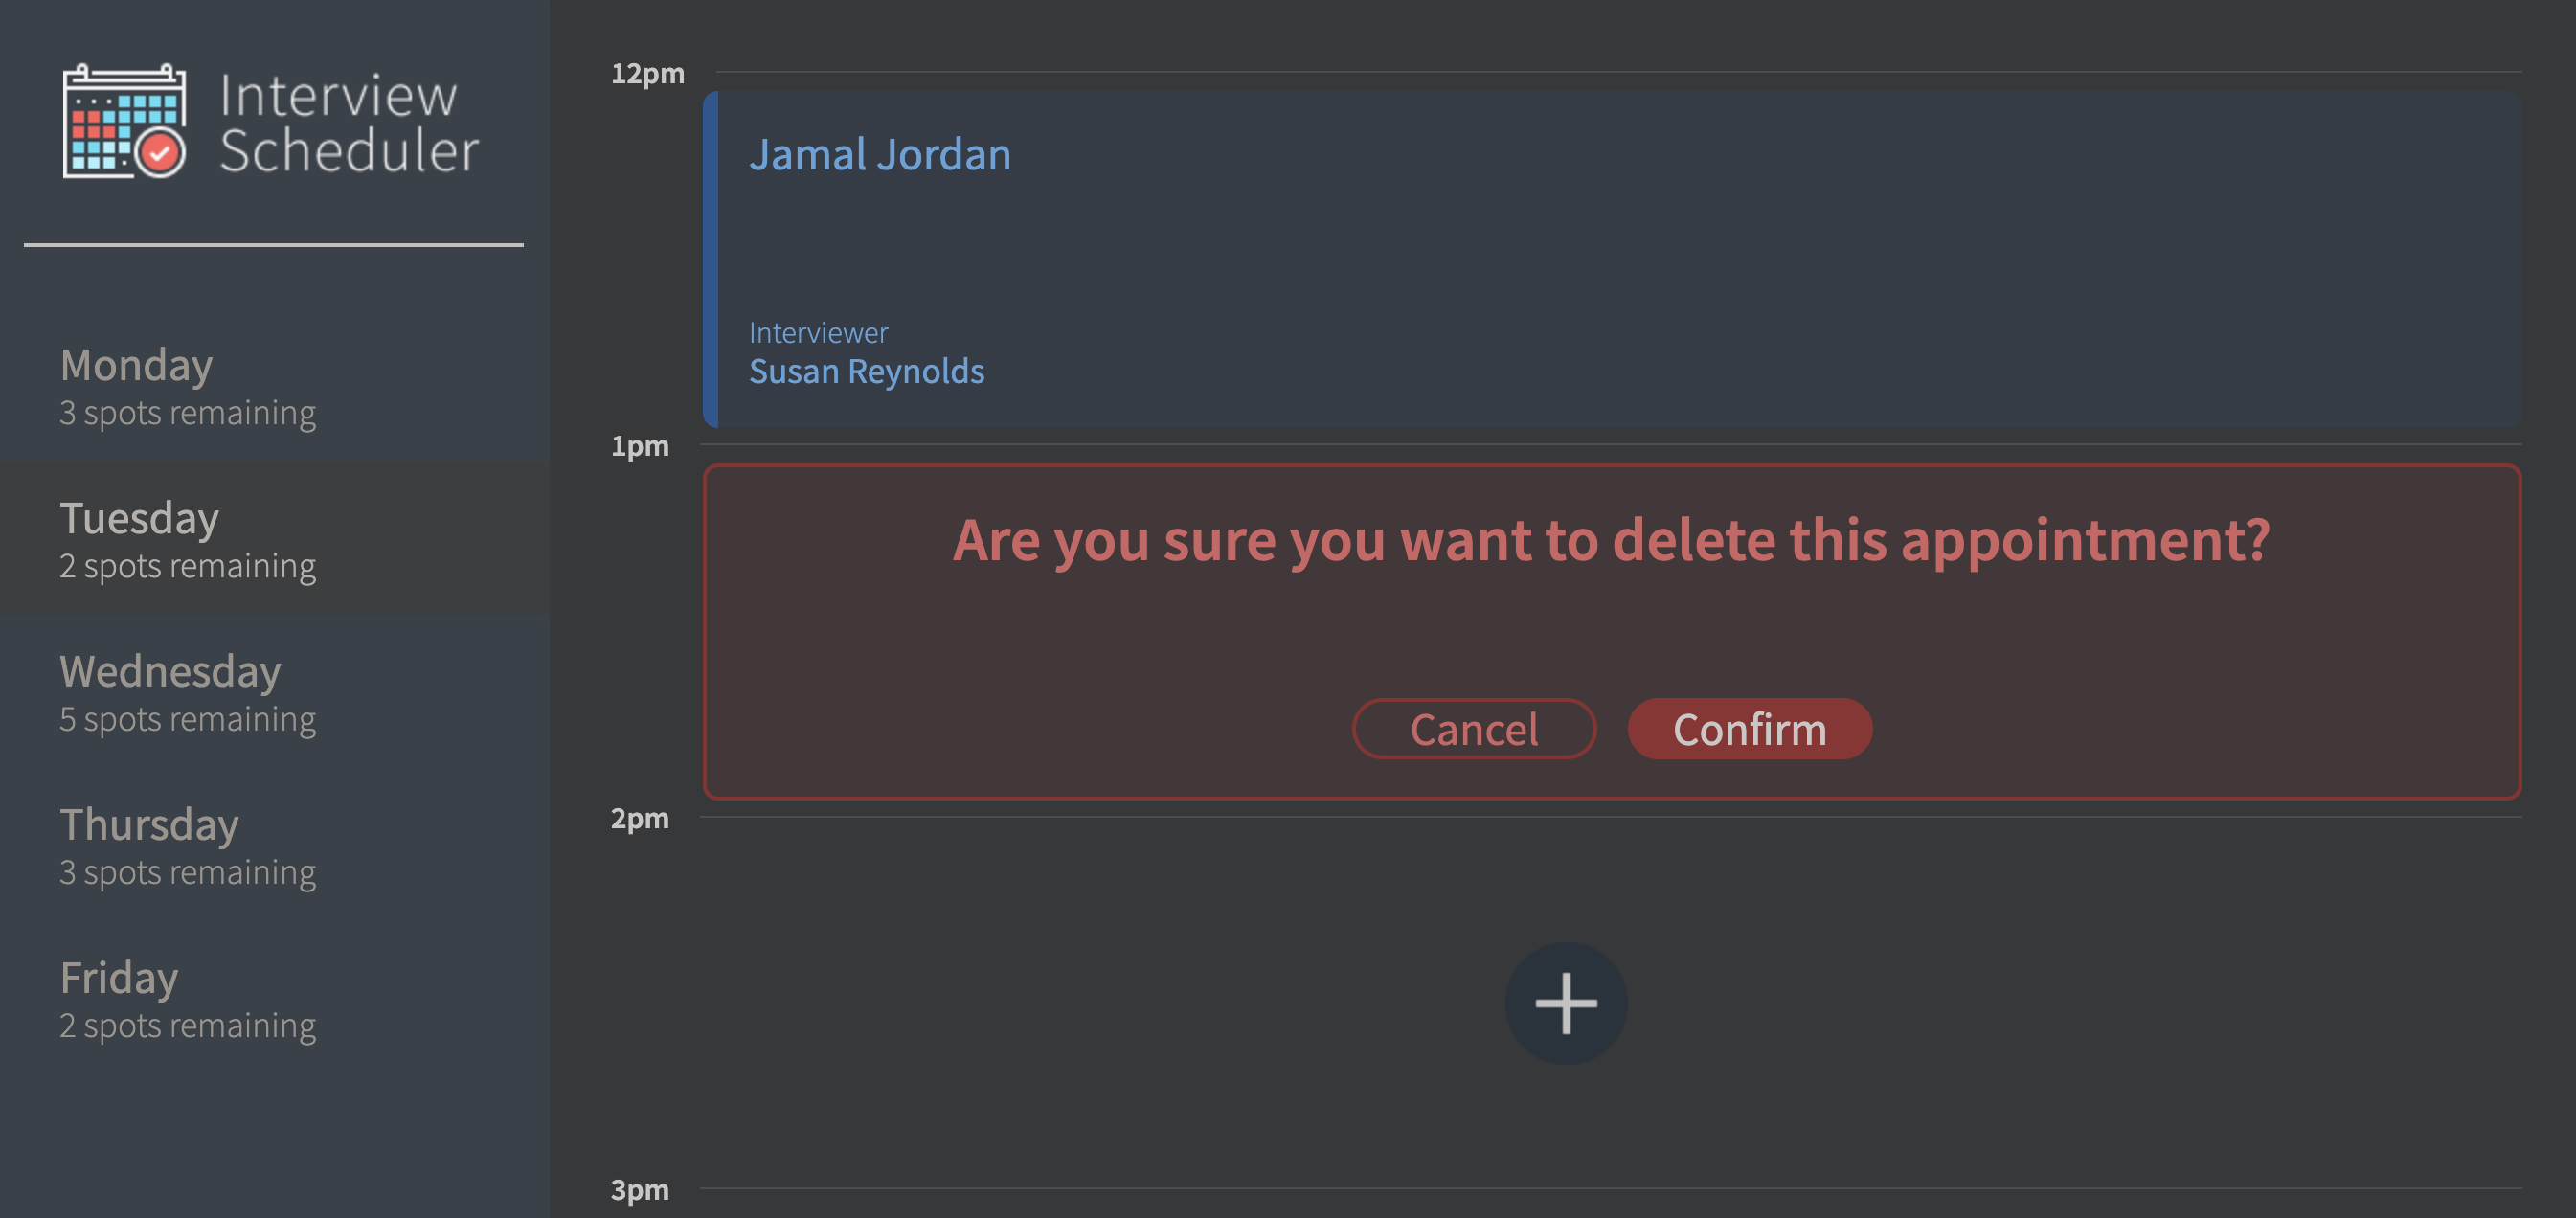 Interview
Scheduler
Monday
3 spots remaining
Tuesday
2 spots remaining
Wednesday
5 spots remaining
Thursday
3 spots remaining
Friday
2 spots remaining
12pm
Jamal Jordan
Interviewer
Susan Reynolds
1pm
Are you sure you want to delete this appointment?
Cancel
Confirm
2pm
3pm